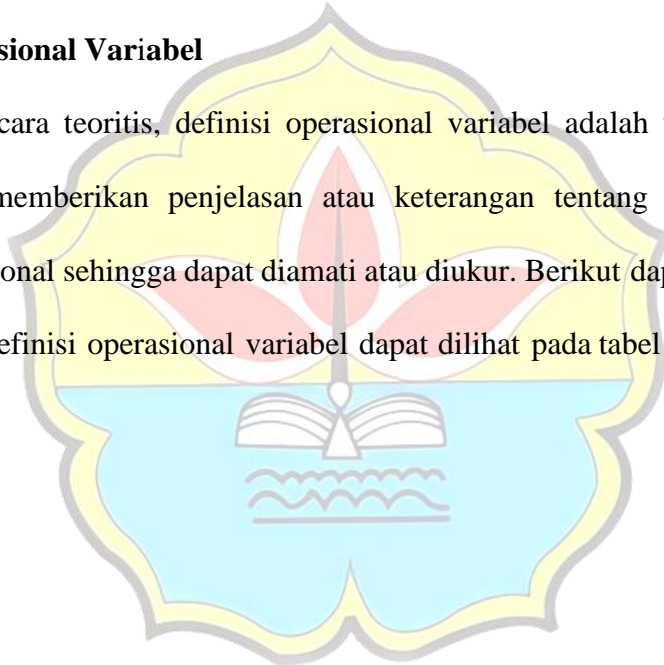 sional Variabel
cara teoritis, definisi operasional variabel adalah
memberikan penjelasan atau keterangan tentang
onal sehingga dapat diamati atau diukur. Berikut dap
efinisi operasional variabel dapat dilihat pada tabel